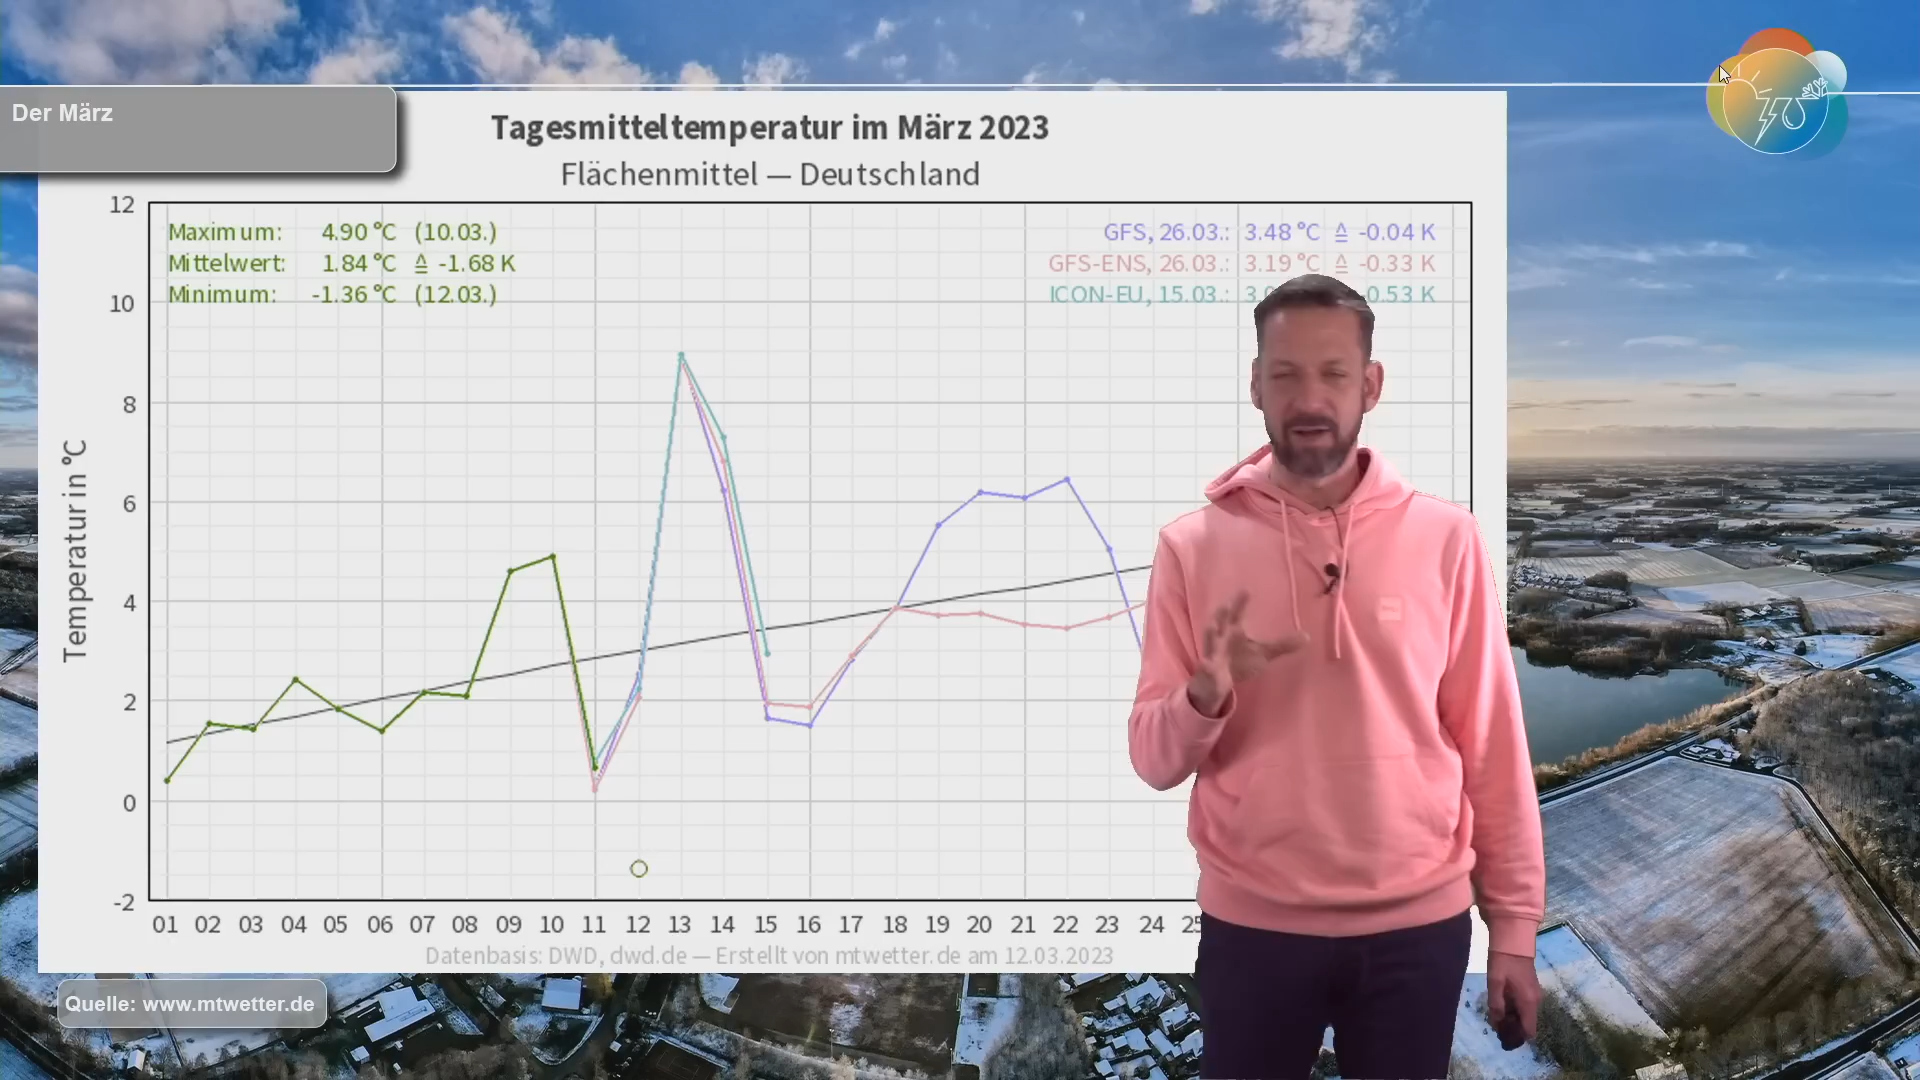 Der März
Tagesmitteltemperatur im März 2023
Flächenmittel — Deutschland
Maximum: 4.90 °C (10.03.)
Mittelwert: 1.84 °C ≙ -1.68 K
Minimum: -1.36 °C (12.03.)
GFS, 26.03.: 3.48 °C ≙ -0.04 K
GFS-ENS, 26.03.: 3.19 °C ≙ -0.33 K
ICON-EU, 15.03.: -0.53 K
Temperatur in °C
12
10
8
6
4
2
0
-2
01 02 03 04 05 06 07 08 09 10 11 12 13 14 15 16 17 18 19 20 21 22 23 24 25
Datenbasis: DWD, dwd.de — Erstellt von mtwetter.de am 12.03.2023
Quelle: www.mtwetter.de